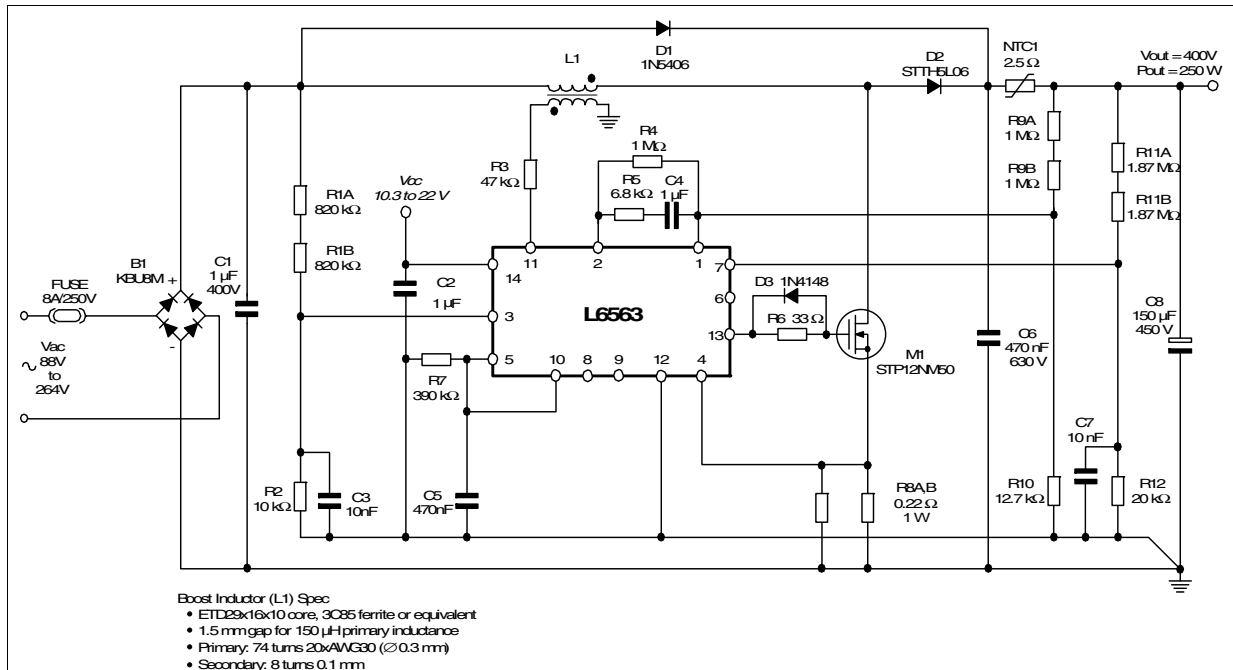 D1
1N5406
L1
D2
STTH5L06
NTC1
2.5 Ω
Vout = 400V
Pout = 250 W
R4
1 MΩ
R5
6.8 kΩ
C4
1 µF
R3
47 kΩ
Vcc
10.3 to 22 V
R9A
1 MΩ
R9B
1 MΩ
R11A
1.87 MΩ
R11B
1.87 MΩ
R1A
820 kΩ
R1B
820 kΩ
B1
KBU8M
+
-
C1
1 µF
400V
FUSE
8A/250V
Vac
88V
to
264V
C2
1 µF
11
2
1
14
7
3
6
L6563
13
5
10
8
9
12
4
D3 1N4148
R6 33 Ω
M1
STP12NM50
C6
470 nF
630 V
C8
150 µF
450 V
R7
390 kΩ
R2
10 kΩ
C3
10nF
C5
470nF
R8A,B
0.22 Ω
1 W
R10
12.7 kΩ
C7
10 nF
R12
20 kΩ
Boost Inductor (L1) Spec
• ETD29x16x10 core, 3C85 ferrite or equivalent
• 1.5 mm gap for 150 µH primary inductance
• Primary: 74 turns 20xAWG30 (∅ 0.3 mm)
• Secondary: 8 turns 0.1 mm